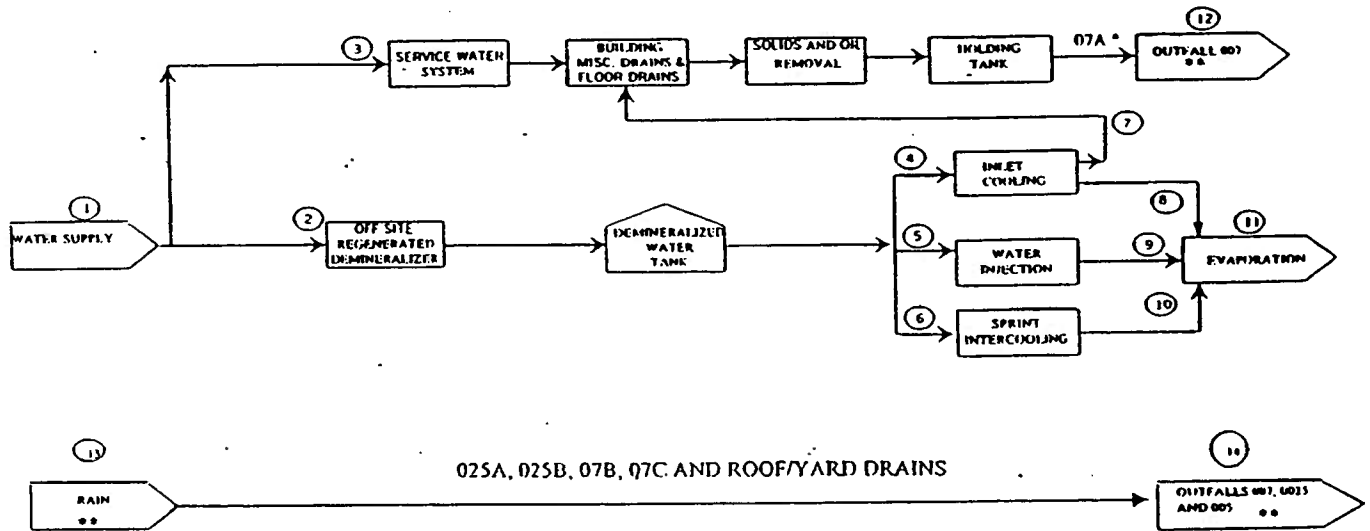 12
3
SERVICE WATER
SYSTEM
BUILDING
MISC. DRAINS &
FLOOR DRAINS
SOLIDS AND OIL
REMOVAL
HOLDING
TANK
07A *
OUTFALL 007
**
7
4
INLET
COOLING
8
1
WATER SUPPLY
2
OFF SITE
REGENERATED
DEMINERALIZER
DEMINERALIZED
WATER
TANK
5
WATER
INJECTION
9
11
EVAPORATION
6
SPRINT
INTERCOOLING
10
13
RAIN
**
025A, 025B, 07B, 07C AND ROOF/YARD DRAINS
14
OUTFALLS 007, 0025
AND 005 **